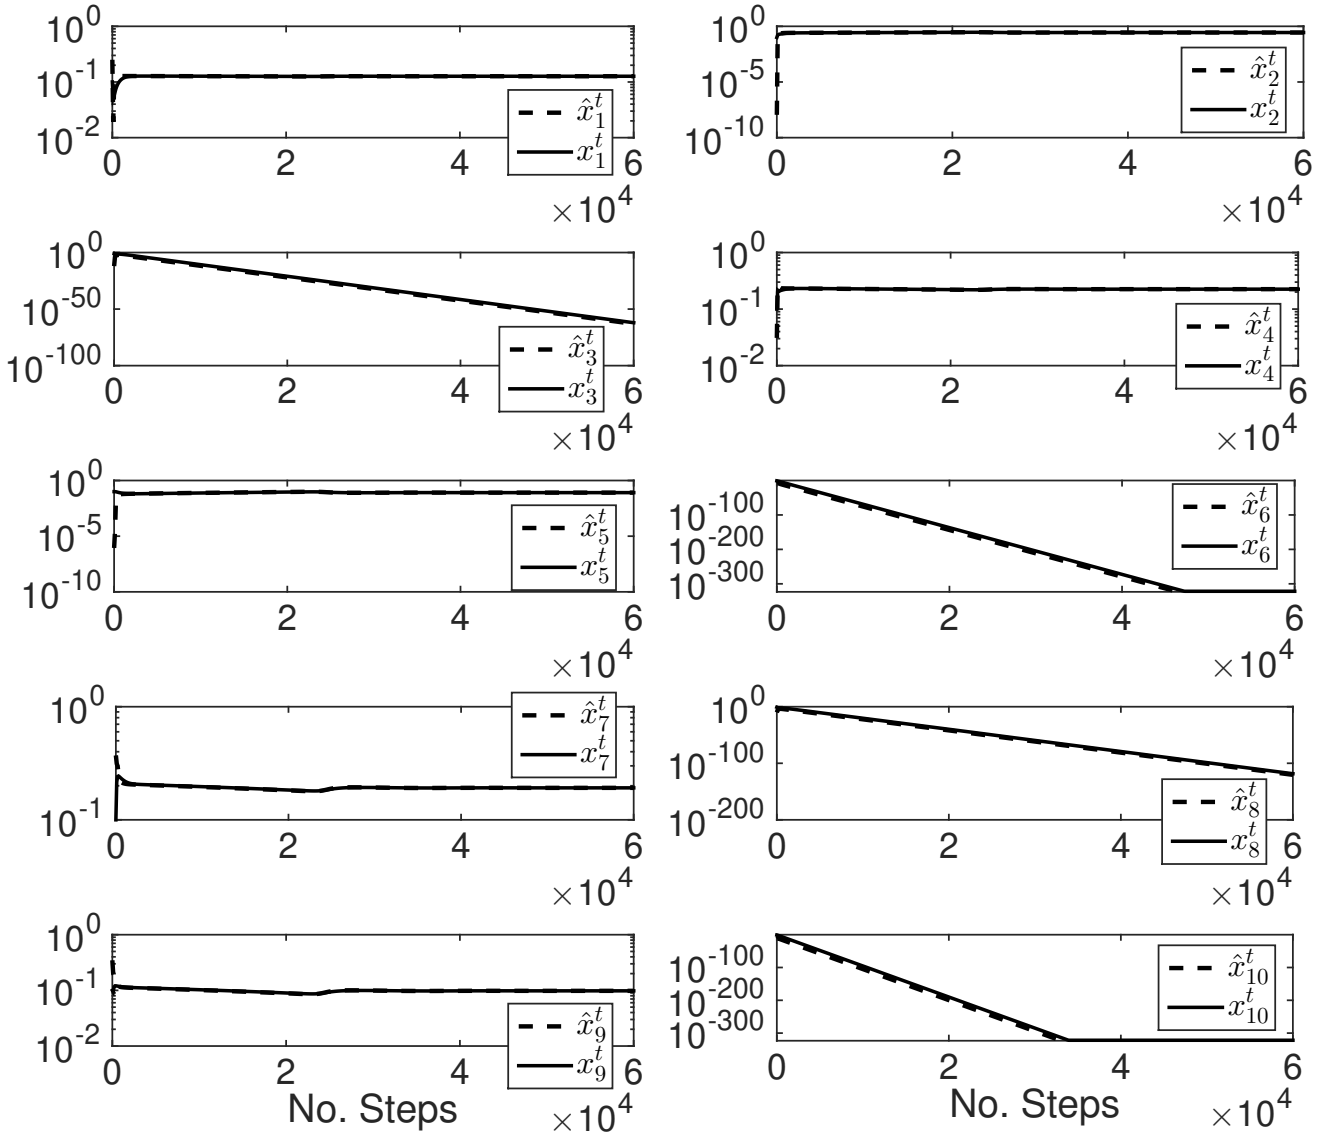 10^0
10^-1
10^-2
0 2 4 6
×10^4
x̂_1^t
x_1^t
10^0
10^-5
10^-10
0 2 4 6
×10^4
x̂_2^t
x_2^t
10^0
10^-50
10^-100
0 2 4 6
×10^4
x̂_3^t
x_3^t
10^0
10^-1
10^-2
0 2 4 6
×10^4
x̂_4^t
x_4^t
10^0
10^-5
10^-10
0 2 4 6
×10^4
x̂_5^t
x_5^t
10^-100
10^-200
10^-300
0 2 4 6
×10^4
x̂_6^t
x_6^t
10^0
10^-1
0 2 4 6
×10^4
x̂_7^t
x_7^t
10^0
10^-100
10^-200
0 2 4 6
×10^4
x̂_8^t
x_8^t
10^0
10^-1
10^-2
0 2 4 6
No. Steps ×10^4
x̂_9^t
x_9^t
10^-100
10^-200
10^-300
0 2 4 6
No. Steps ×10^4
x̂_10^t
x_10^t